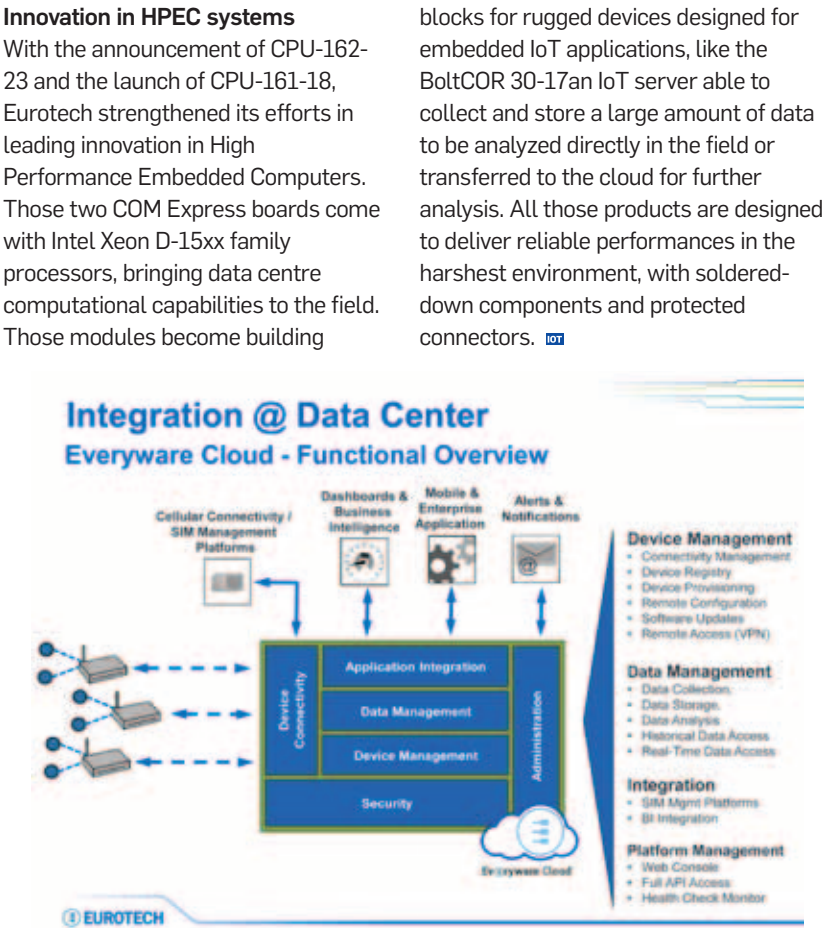 Innovation in HPEC systems
With the announcement of CPU-162-
23 and the launch of CPU-161-18,
Eurotech strengthened its efforts in
leading innovation in High
Performance Embedded Computers.
Those two COM Express boards come
with Intel Xeon D-15xx family
processors, bringing data centre
computational capabilities to the field.
Those modules become building
blocks for rugged devices designed for
embedded IoT applications, like the
BoltCOR 30-17an IoT server able to
collect and store a large amount of data
to be analyzed directly in the field or
transferred to the cloud for further
analysis. All those products are designed
to deliver reliable performances in the
harshest environment, with soldered-
down components and protected
connectors. IOT
Integration @ Data Center
Everyware Cloud - Functional Overview
Cellular Connectivity /
SIM Management
Platforms
Dashboards &
Business
Intelligence
Mobile &
Enterprise
Application
Alerts &
Notifications
@
Device
Connectivity
Application Integration
Data Management
Device Management
Security
Administration
Everyware Cloud
Device Management
• Connectivity Management
• Device Registry
• Device Provisioning
• Remote Configuration
• Software Updates
• Remote Access (VPN)
Data Management
• Data Collection.
• Data Storage.
• Data Analysis
• Historical Data Access
• Real-Time Data Access
Integration
• SIM Mgmt Platforms
• BI Integration
Platform Management
• Web Console
• Full API Access
• Health Check Monitor
EUROTECH